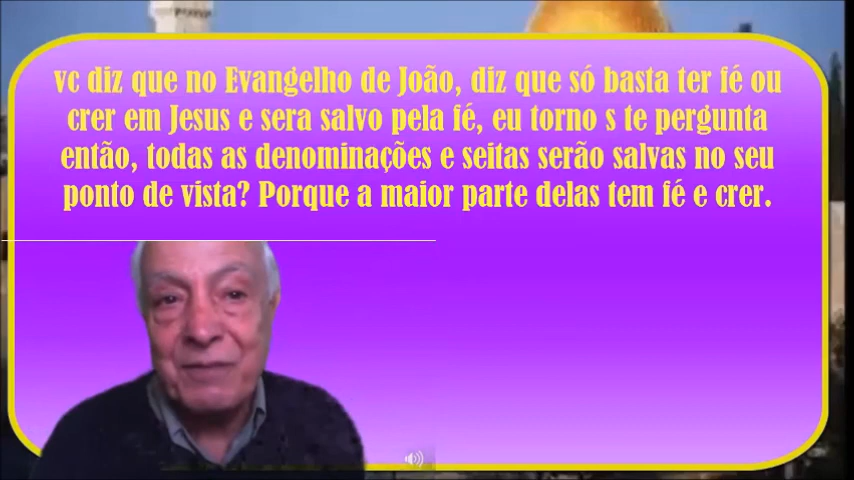 vc diz que no Evangelho de João, diz que só basta ter fé ou
crer em Jesus e sera salvo pela fé, eu torno s te pergunta
então, todas as denominações e seitas serão salvas no seu
ponto de vista? Porque a maior parte delas tem fé e crer.